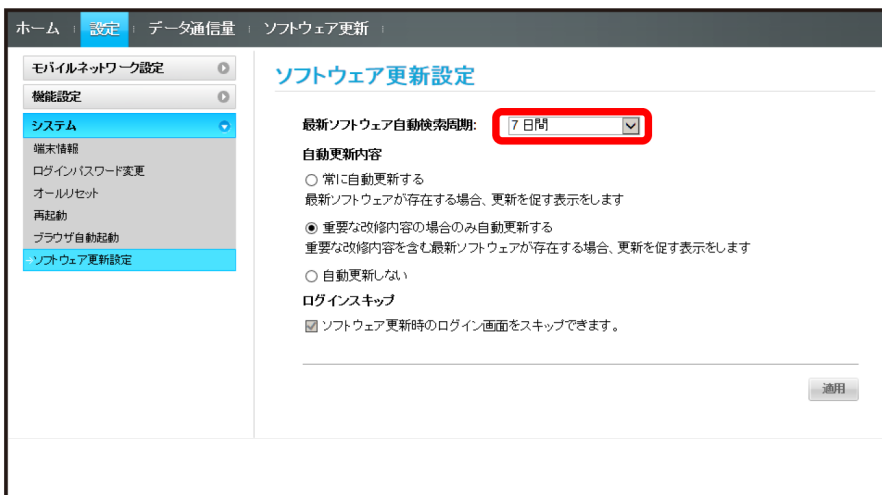 ホーム 設定 データ通信量 ソフトウェア更新
モバイルネットワーク設定
機能設定
システム
端末情報
ログインパスワード変更
オールリセット
再起動
ブラウザ自動起動
ソフトウェア更新設定
ソフトウェア更新設定
最新ソフトウェア自動検索周期: 7 日間
自動更新内容
常に自動更新する
最新ソフトウェアが存在する場合、更新を促す表示をします
重要な改修内容の場合のみ自動更新する
重要な改修内容を含む最新ソフトウェアが存在する場合、更新を促す表示をします
自動更新しない
ログインスキップ
ソフトウェア更新時のログイン画面をスキップできます。
適用